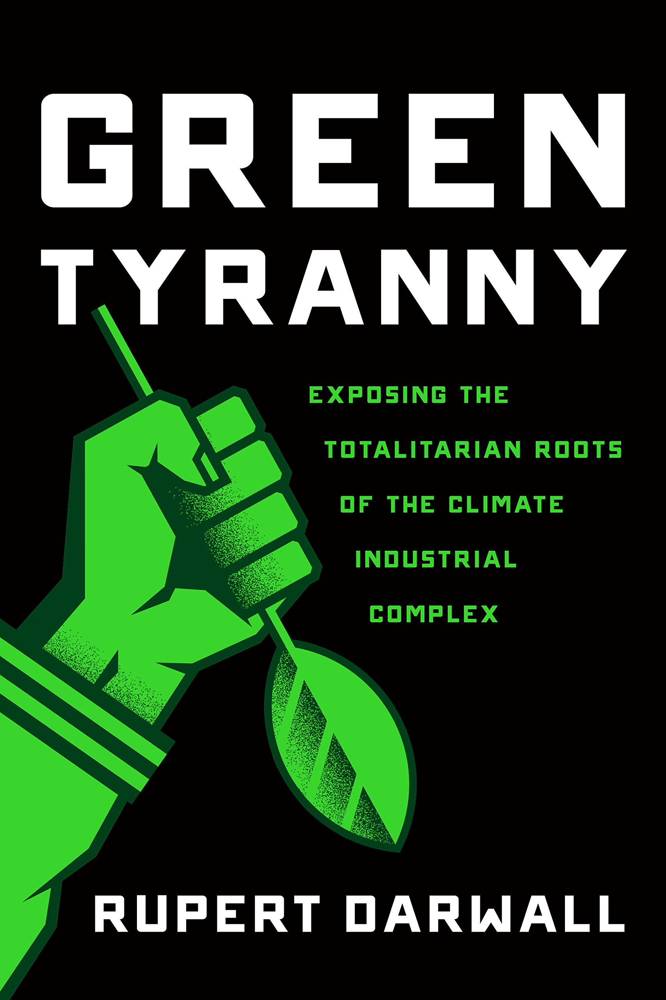 GREEN
TYRANNY
EXPOSING THE
TOTALITARIAN ROOTS
OF THE CLIMATE
INDUSTRIAL
COMPLEX
RUPERT DARWALL